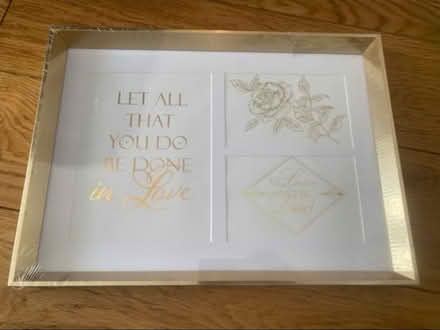 LET ALL
THAT
YOU DO
BE DONE
in Love